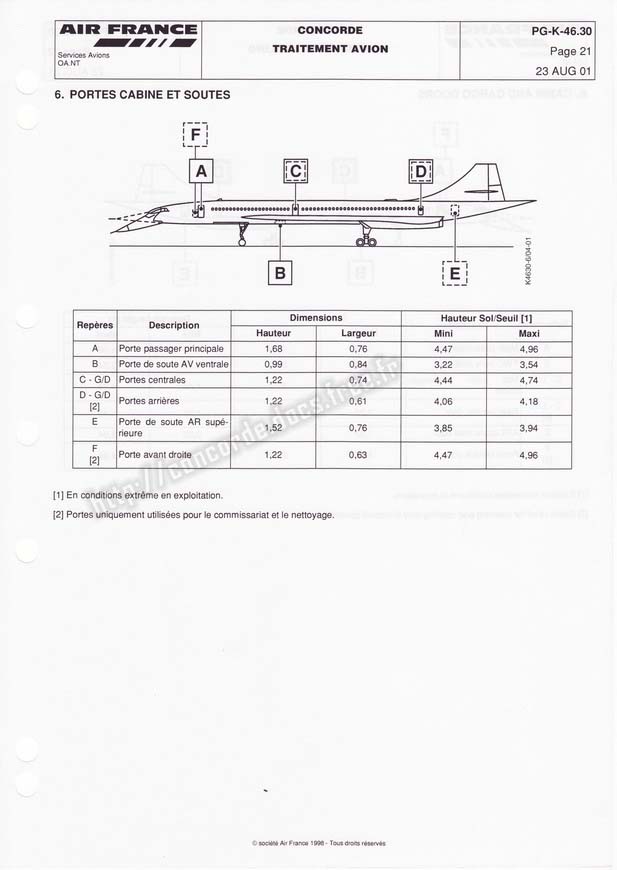 AIR FRANCE
Services Avions
OA.NT
CONCORDE
TRAITEMENT AVION
PG-K-46.30
Page 21
23 AUG 01
6. PORTES CABINE ET SOUTES
F
A
C
D
B
E
K4630-6/04-01
Repères Description Dimensions Hauteur Sol/Seuil [1]
Hauteur Largeur Mini Maxi
A Porte passager principale 1,68 0,76 4,47 4,96
B Porte de soute AV ventrale 0,99 0,84 3,22 3,54
C - G/D Portes centrales 1,22 0,74 4,44 4,74
D - G/D
[2] Portes arrières 1,22 0,61 4,06 4,18
E Porte de soute AR supé-
rieure 1,52 0,76 3,85 3,94
F
[2] Porte avant droite 1,22 0,63 4,47 4,96
http://concorde.docs.free.fr
[1] En conditions extrême en exploitation.
[2] Portes uniquement utilisées pour le commissariat et le nettoyage.
© société Air France 1998 - Tous droits réservés